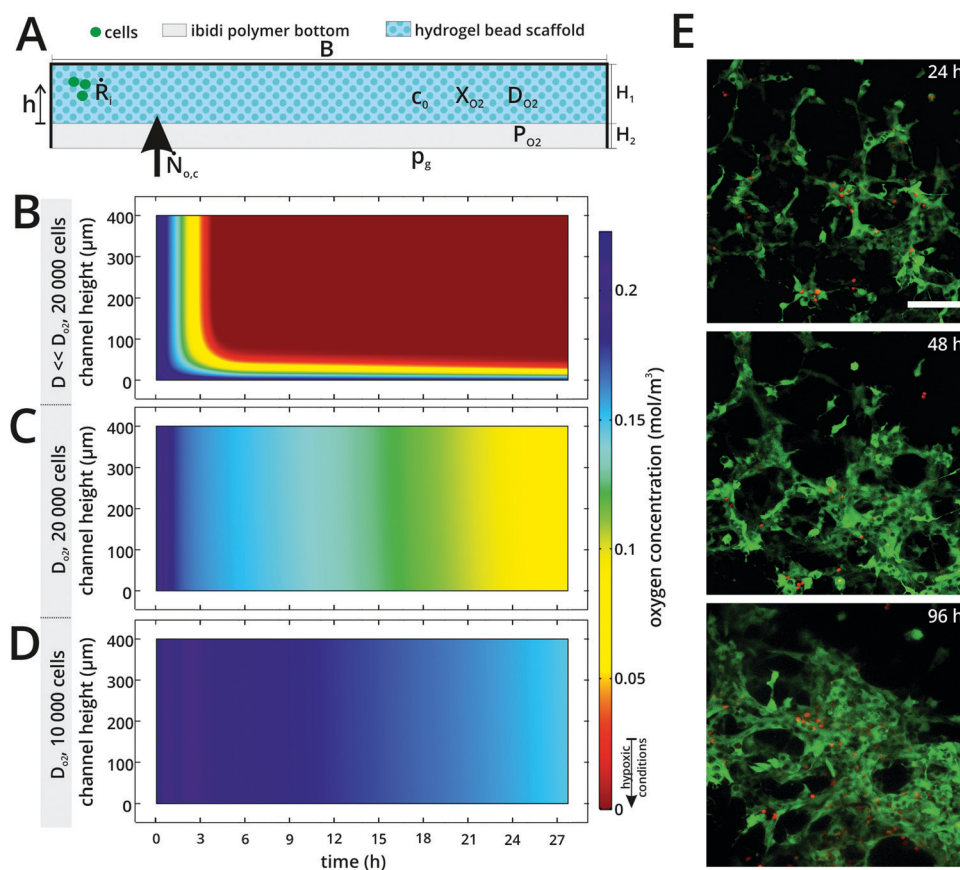 A
cells
ibidi polymer bottom
hydrogel bead scaffold
B
h
Ṙi
c0
XO2
DO2
H1
PO2
H2
Ṅo,c
pg
B
D << Do2, 20 000 cells
channel height (µm)
400
300
200
100
0
C
Do2, 20 000 cells
channel height (µm)
400
300
200
100
0
D
Do2, 10 000 cells
channel height (µm)
400
300
200
100
0
0 3 6 9 12 15 18 21 24 27
time (h)
0.2
0.15
0.1
0.05
0
oxygen concentration (mol/m³)
hypoxic
conditions
E
24 h
48 h
96 h